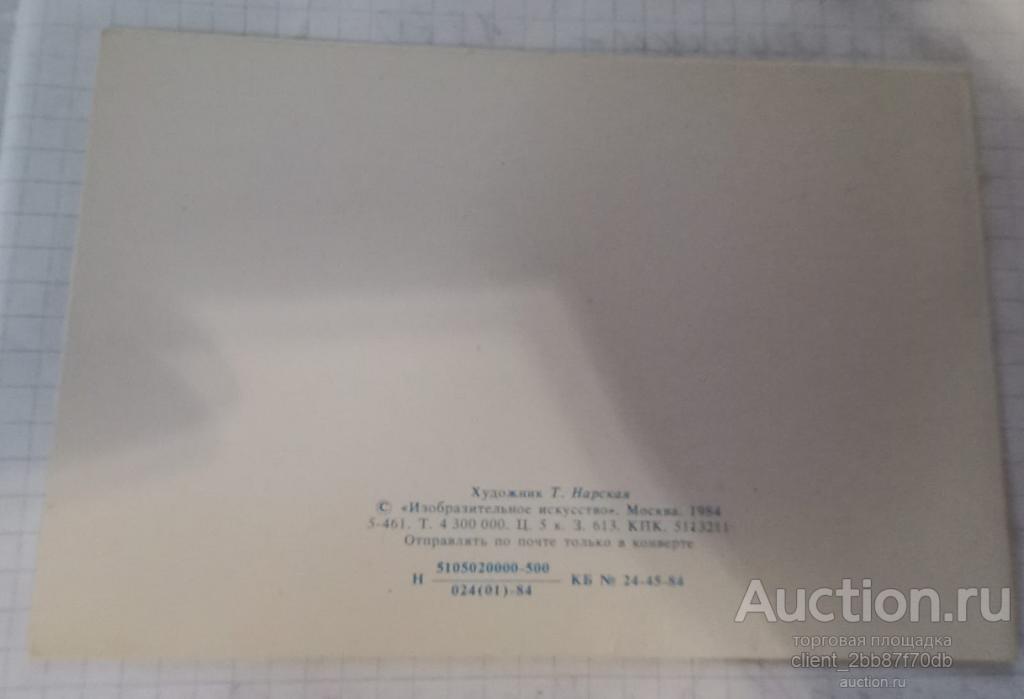 Художник Т. Нарская
© «Изобразительное искусство». Москва. 1984
5-461. Т. 4 300 000. Ц. 5 к. З. 613. КПК. 5113211
Отправлять по почте только в конверте
Н 5105020000-500 КБ № 24-45-84
024(01)-84
Auction.ru
торговая площадка
client_2bb87f70db
auction.ru